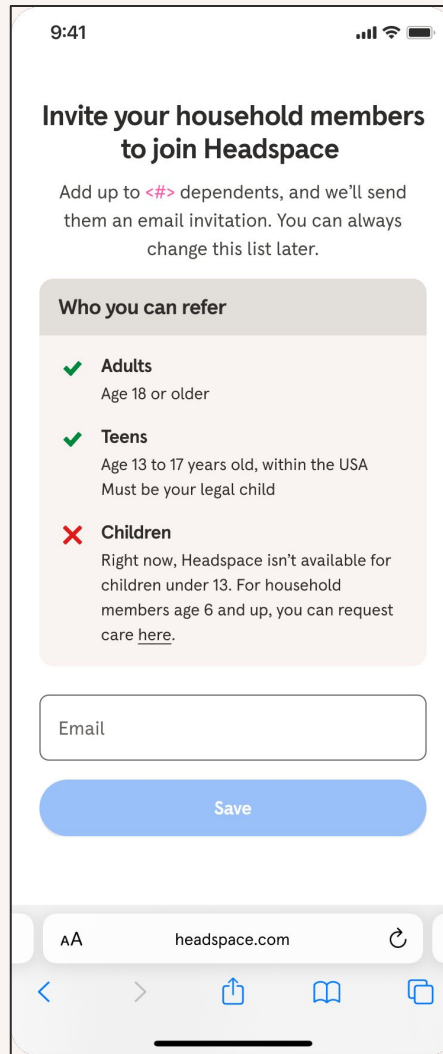 9:41
Invite your household members
to join Headspace
Add up to <#> dependents, and we’ll send
them an email invitation. You can always
change this list later.
Who you can refer
Adults
Age 18 or older
Teens
Age 13 to 17 years old, within the USA
Must be your legal child
Children
Right now, Headspace isn’t available for
children under 13. For household
members age 6 and up, you can request
care here.
Email
Save
AA
headspace.com